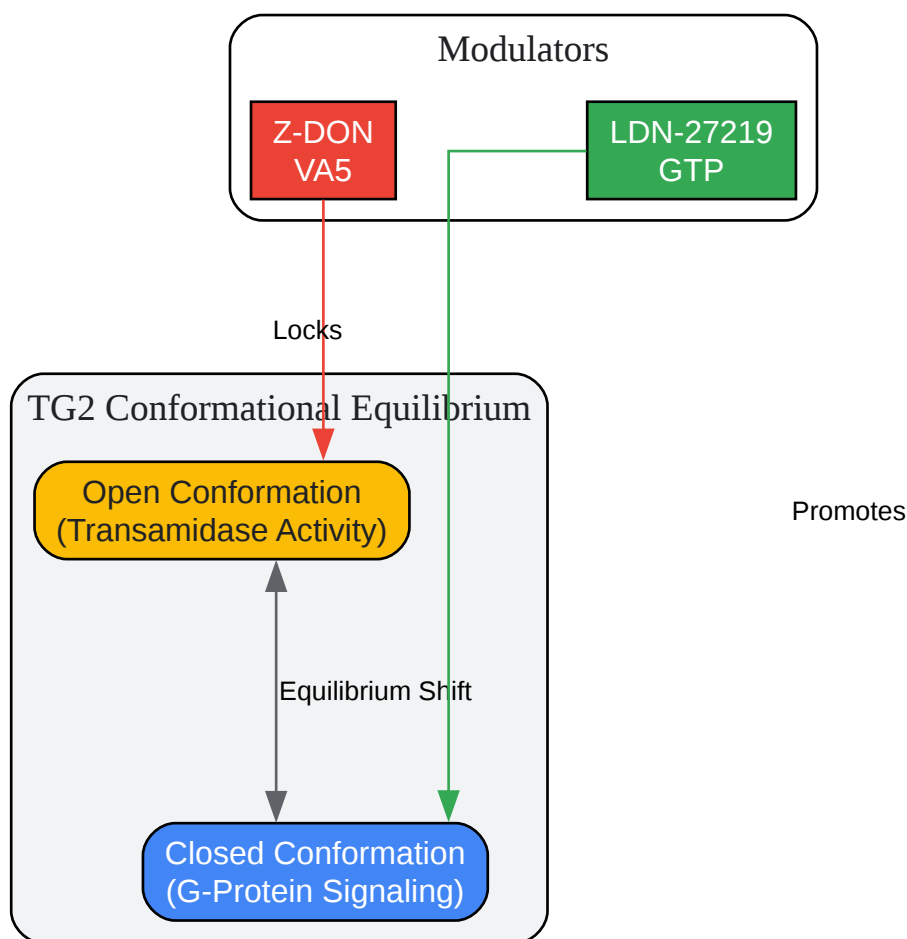 Modulators
Z-DON
VA5
LDN-27219
GTP
Locks
TG2 Conformational Equilibrium
Open Conformation
(Transamidase Activity)
Promotes
Equilibrium Shift
Closed Conformation
(G-Protein Signaling)